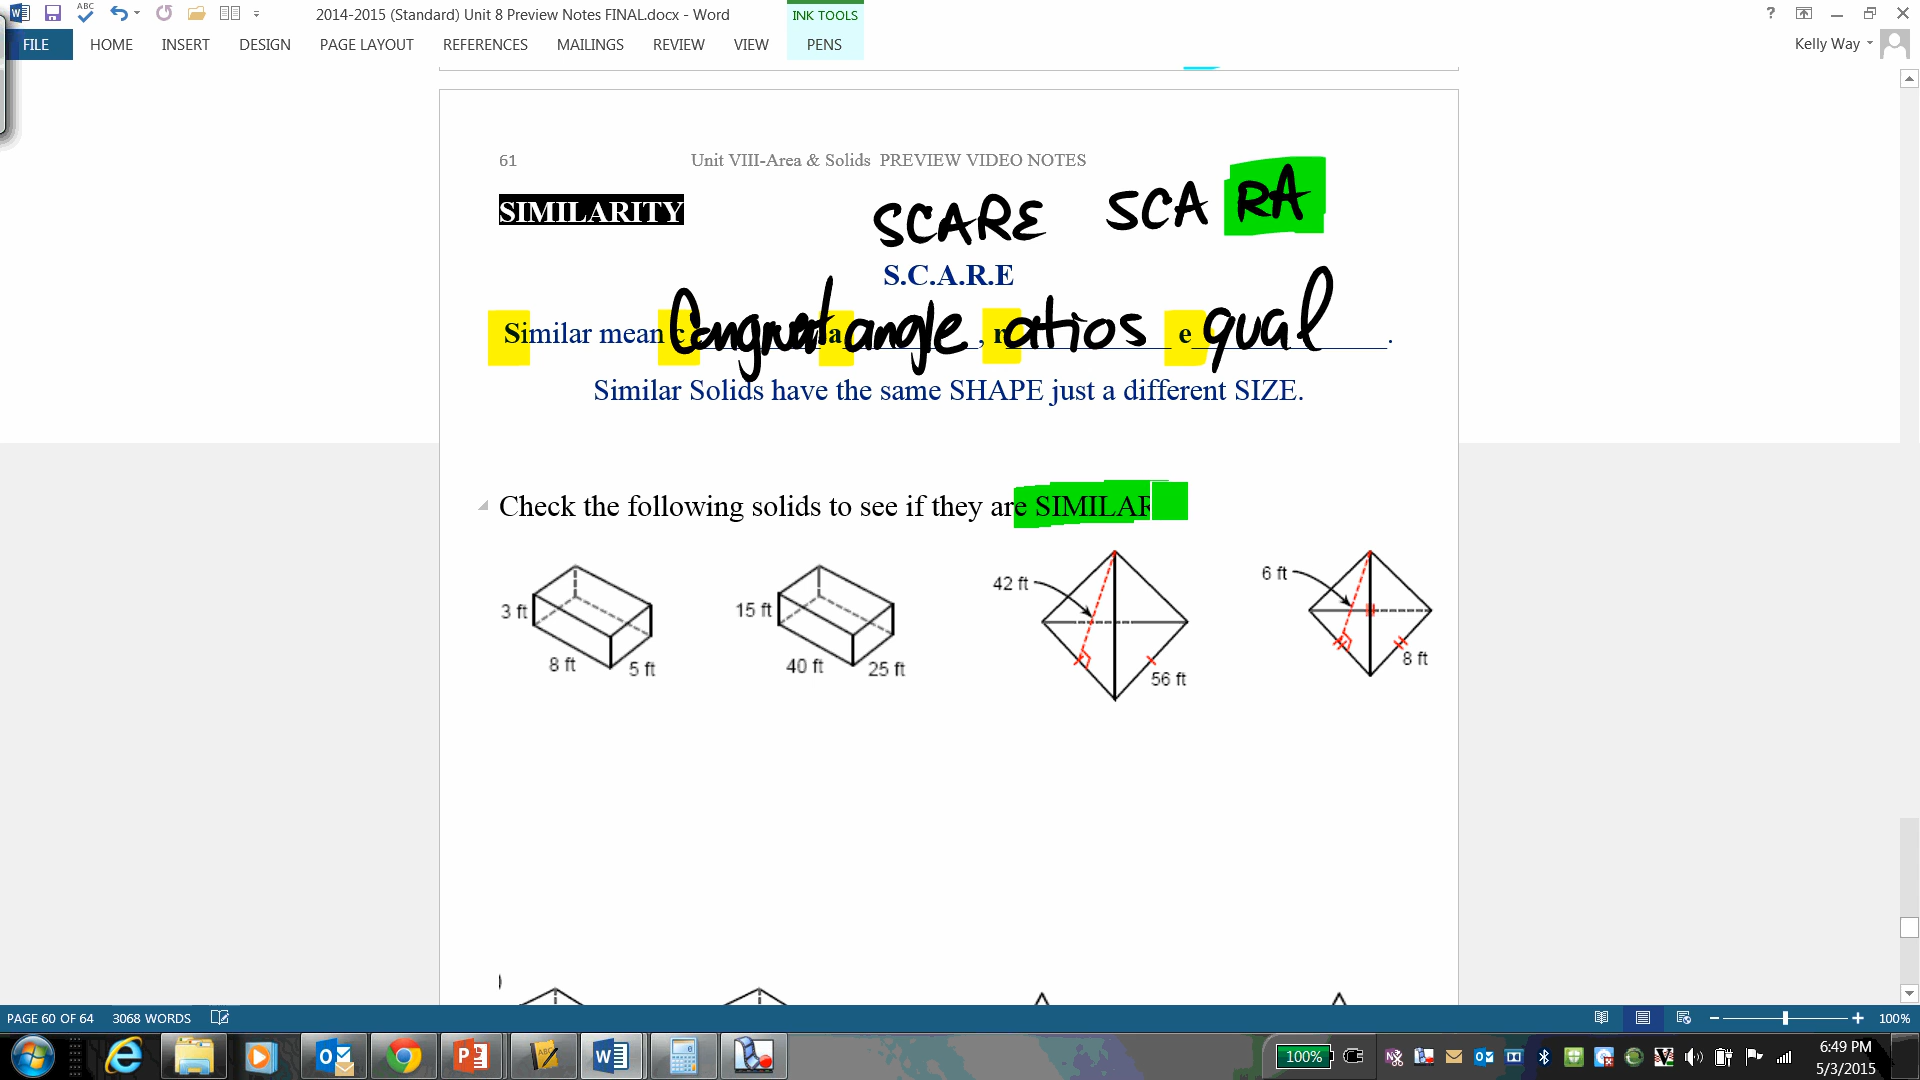 2014-2015 (Standard) Unit 8 Preview Notes FINAL.docx - Word
INK TOOLS
?
FILE HOME INSERT DESIGN PAGE LAYOUT REFERENCES MAILINGS REVIEW VIEW PENS
Kelly Way
61 Unit VIII-Area & Solids PREVIEW VIDEO NOTES
SIMILARITY
SCARE SCA RA
S.C.A.R.E
Similar mean c Congruent a angle, r atios e qual.
Similar Solids have the same SHAPE just a different SIZE.
Check the following solids to see if they are SIMILAR
3 ft 8 ft 5 ft
15 ft 40 ft 25 ft
42 ft 56 ft
6 ft 8 ft
)
PAGE 60 OF 64 3068 WORDS
100%
100%
6:49 PM
5/3/2015